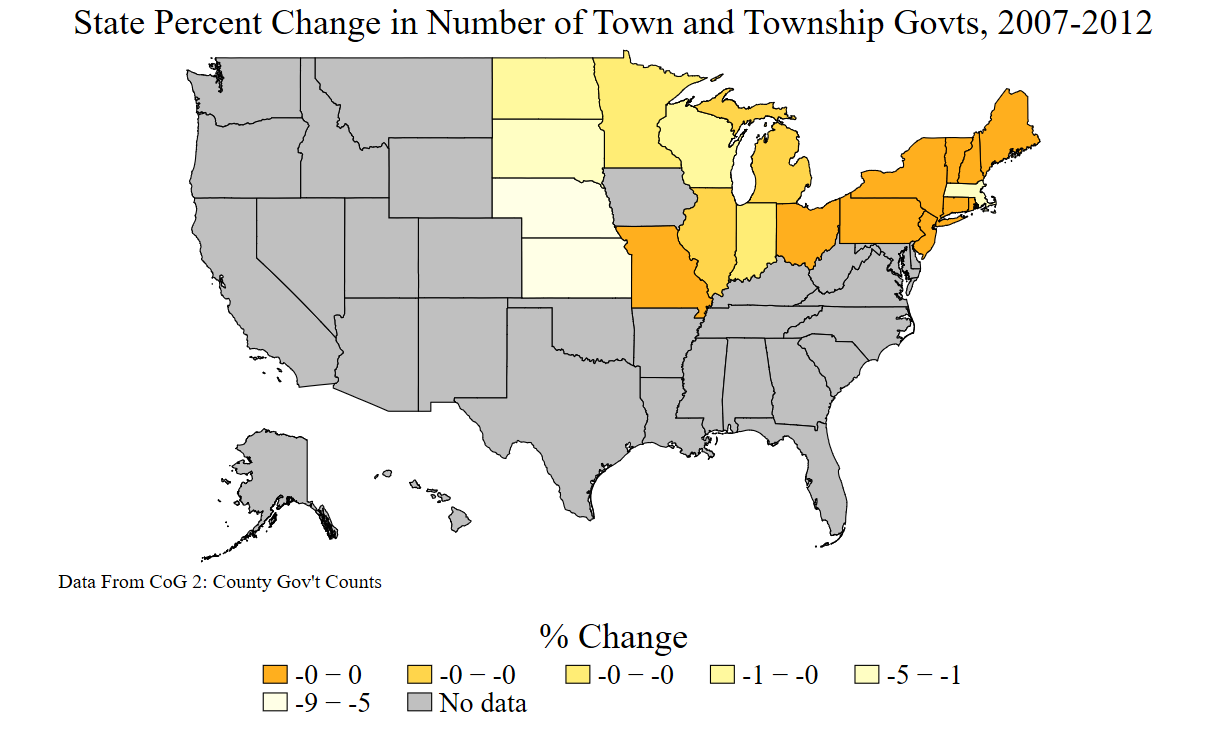 State Percent Change in Number of Town and Township Govts, 2007-2012
Data From CoG 2: County Gov't Counts
% Change
-0 − 0 -0 − -0 -0 − -0 -1 − -0 -5 − -1
-9 − -5 No data